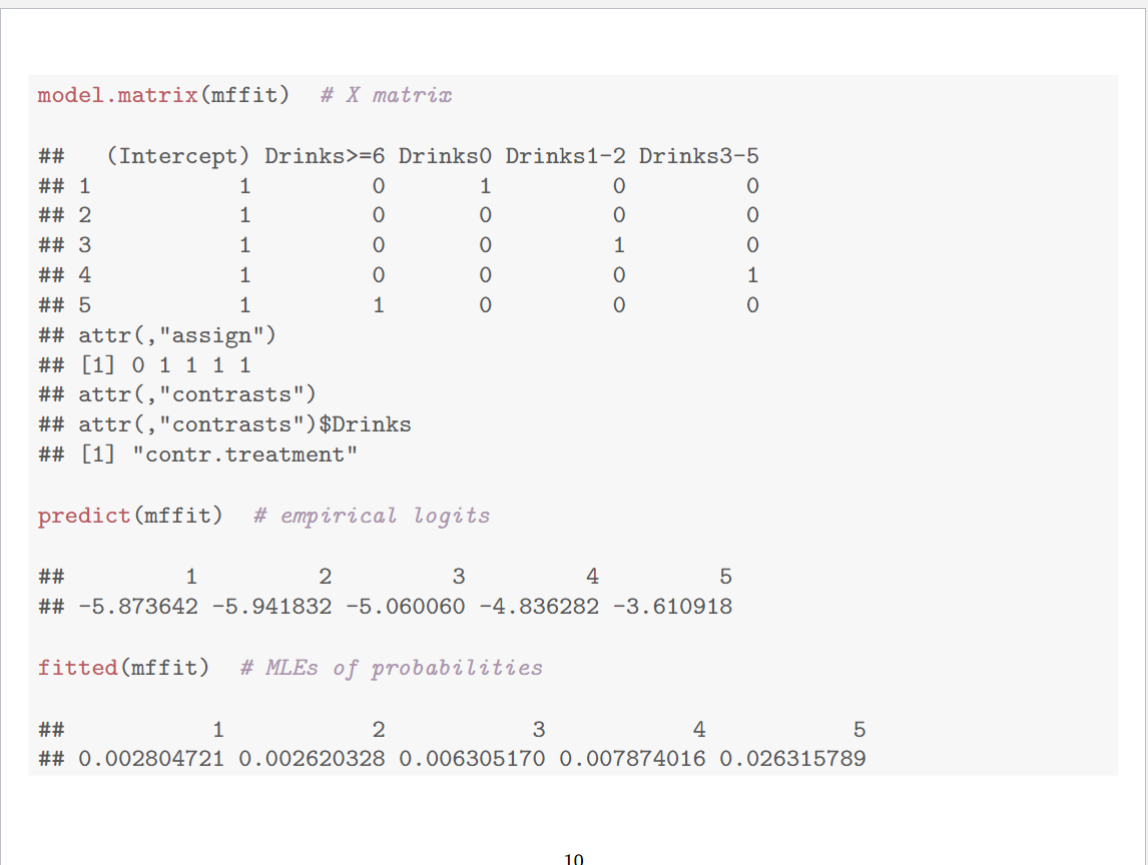 model.matrix(mffit)  # X matrix
##   (Intercept) Drinks>=6 Drinks0 Drinks1-2 Drinks3-5
## 1           1         0       1         0         0
## 2           1         0       0         0         0
## 3           1         0       0         1         0
## 4           1         0       0         0         1
## 5           1         1       0         0         0
## attr(,"assign")
## [1] 0 1 1 1 1
## attr(,"contrasts")
## attr(,"contrasts")$Drinks
## [1] "contr.treatment"
predict(mffit)  # empirical logits
##         1         2         3         4         5
## -5.873642 -5.941832 -5.060060 -4.836282 -3.610918
fitted(mffit)  # MLEs of probabilities
##           1           2           3           4           5
## 0.002804721 0.002620328 0.006305170 0.007874016 0.026315789
10